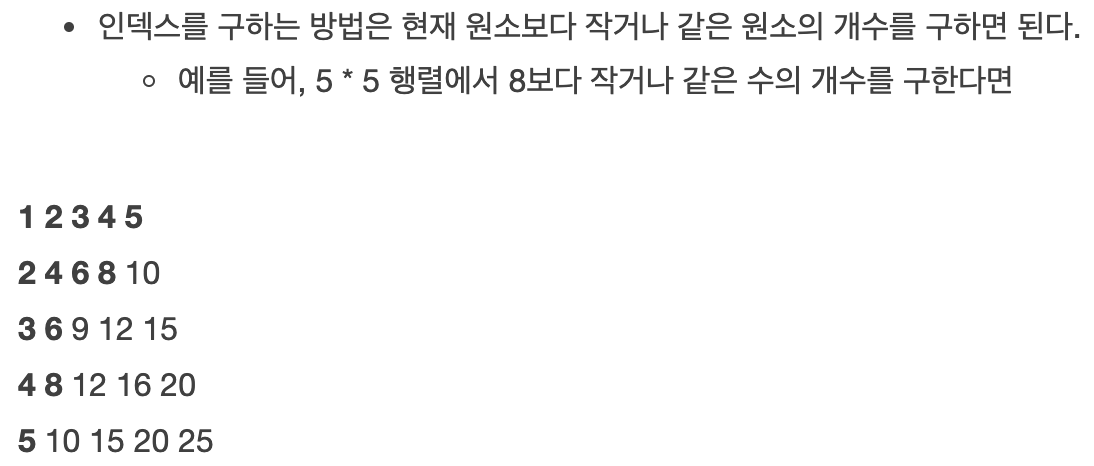 • 인덱스를 구하는 방법은 현재 원소보다 작거나 같은 원소의 개수를 구하면 된다.
◦ 예를 들어, 5 * 5 행렬에서 8보다 작거나 같은 수의 개수를 구한다면
1 2 3 4 5
2 4 6 8 10
3 6 9 12 15
4 8 12 16 20
5 10 15 20 25